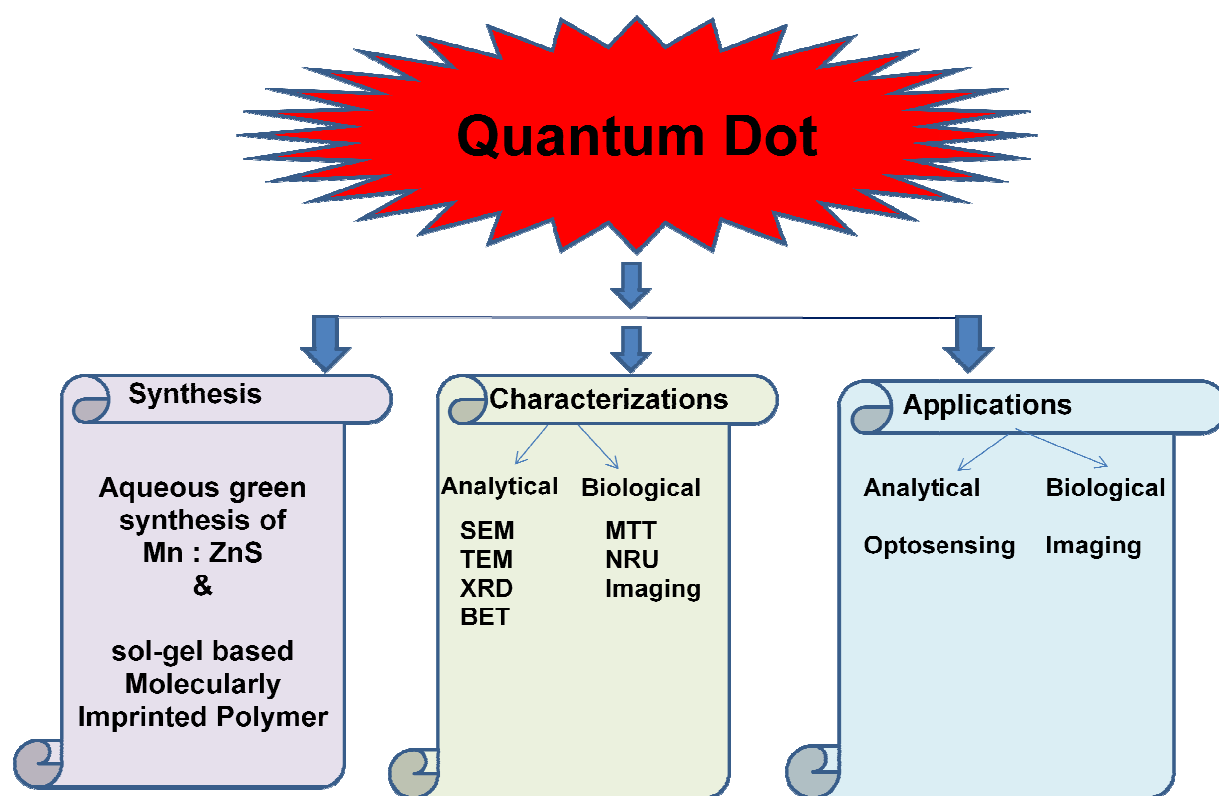 Quantum Dot
Synthesis
Aqueous green
synthesis of
Mn : ZnS
&
sol-gel based
Molecularly
Imprinted Polymer
Characterizations
Analytical
SEM
TEM
XRD
BET
Biological
MTT
NRU
Imaging
Applications
Analytical
Optosensing
Biological
Imaging